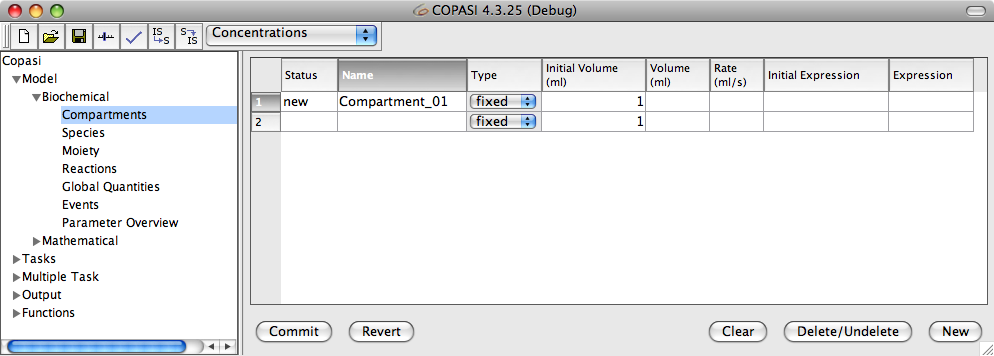 COPASI 4.3.25 (Debug)
IS S Concentrations
S IS
Copasi
Model
Biochemical
Compartments
Species
Moiety
Reactions
Global Quantities
Events
Parameter Overview
Mathematical
Tasks
Multiple Task
Output
Functions
Status Name Type Initial Volume (ml) Volume (ml) Rate (ml/s) Initial Expression Expression
1 new Compartment_01 fixed 1
2 fixed 1
Commit Revert Clear Delete/Undelete New